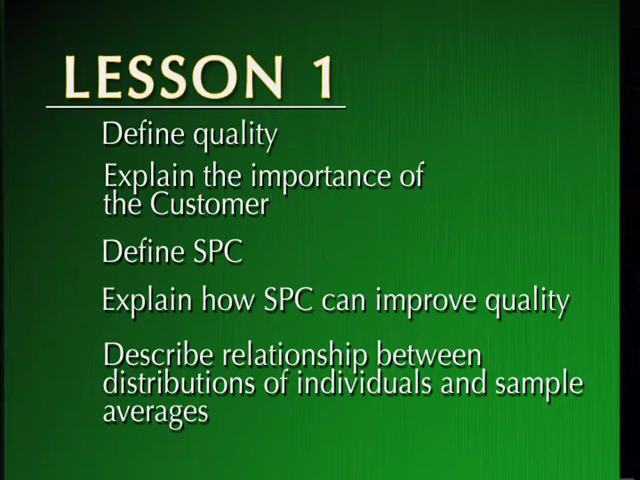 LESSON 1
Define quality
Explain the importance of
the Customer
Define SPC
Explain how SPC can improve quality
Describe relationship between
distributions of individuals and sample
averages